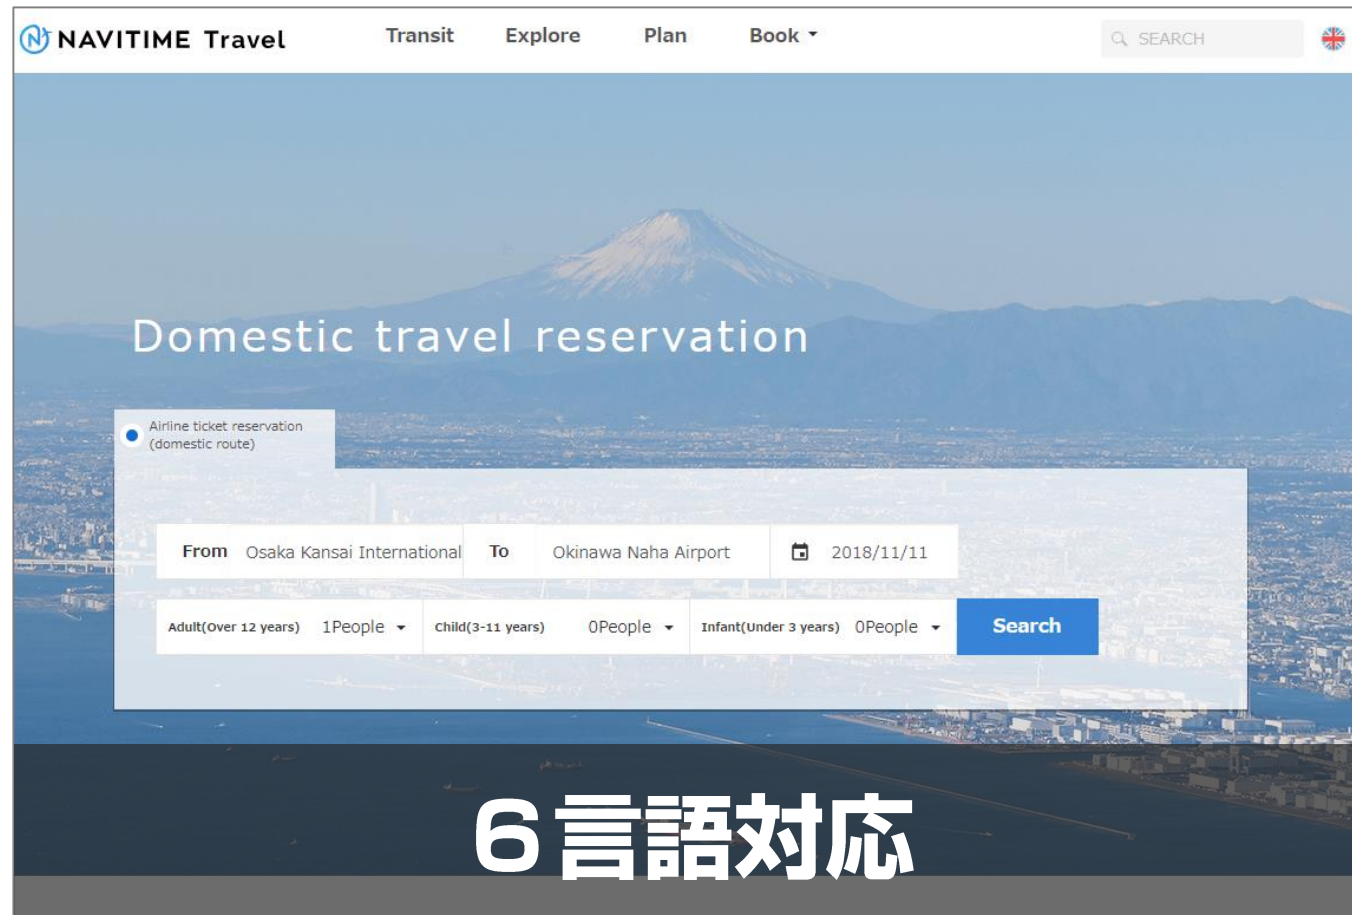 NAVITIME Travel Transit Explore Plan Book SEARCH
Domestic travel reservation
Airline ticket reservation
(domestic route)
From Osaka Kansai International To Okinawa Naha Airport 2018/11/11
Adult(Over 12 years) 1People Child(3-11 years) 0People Infant(Under 3 years) 0People Search
6言語対応